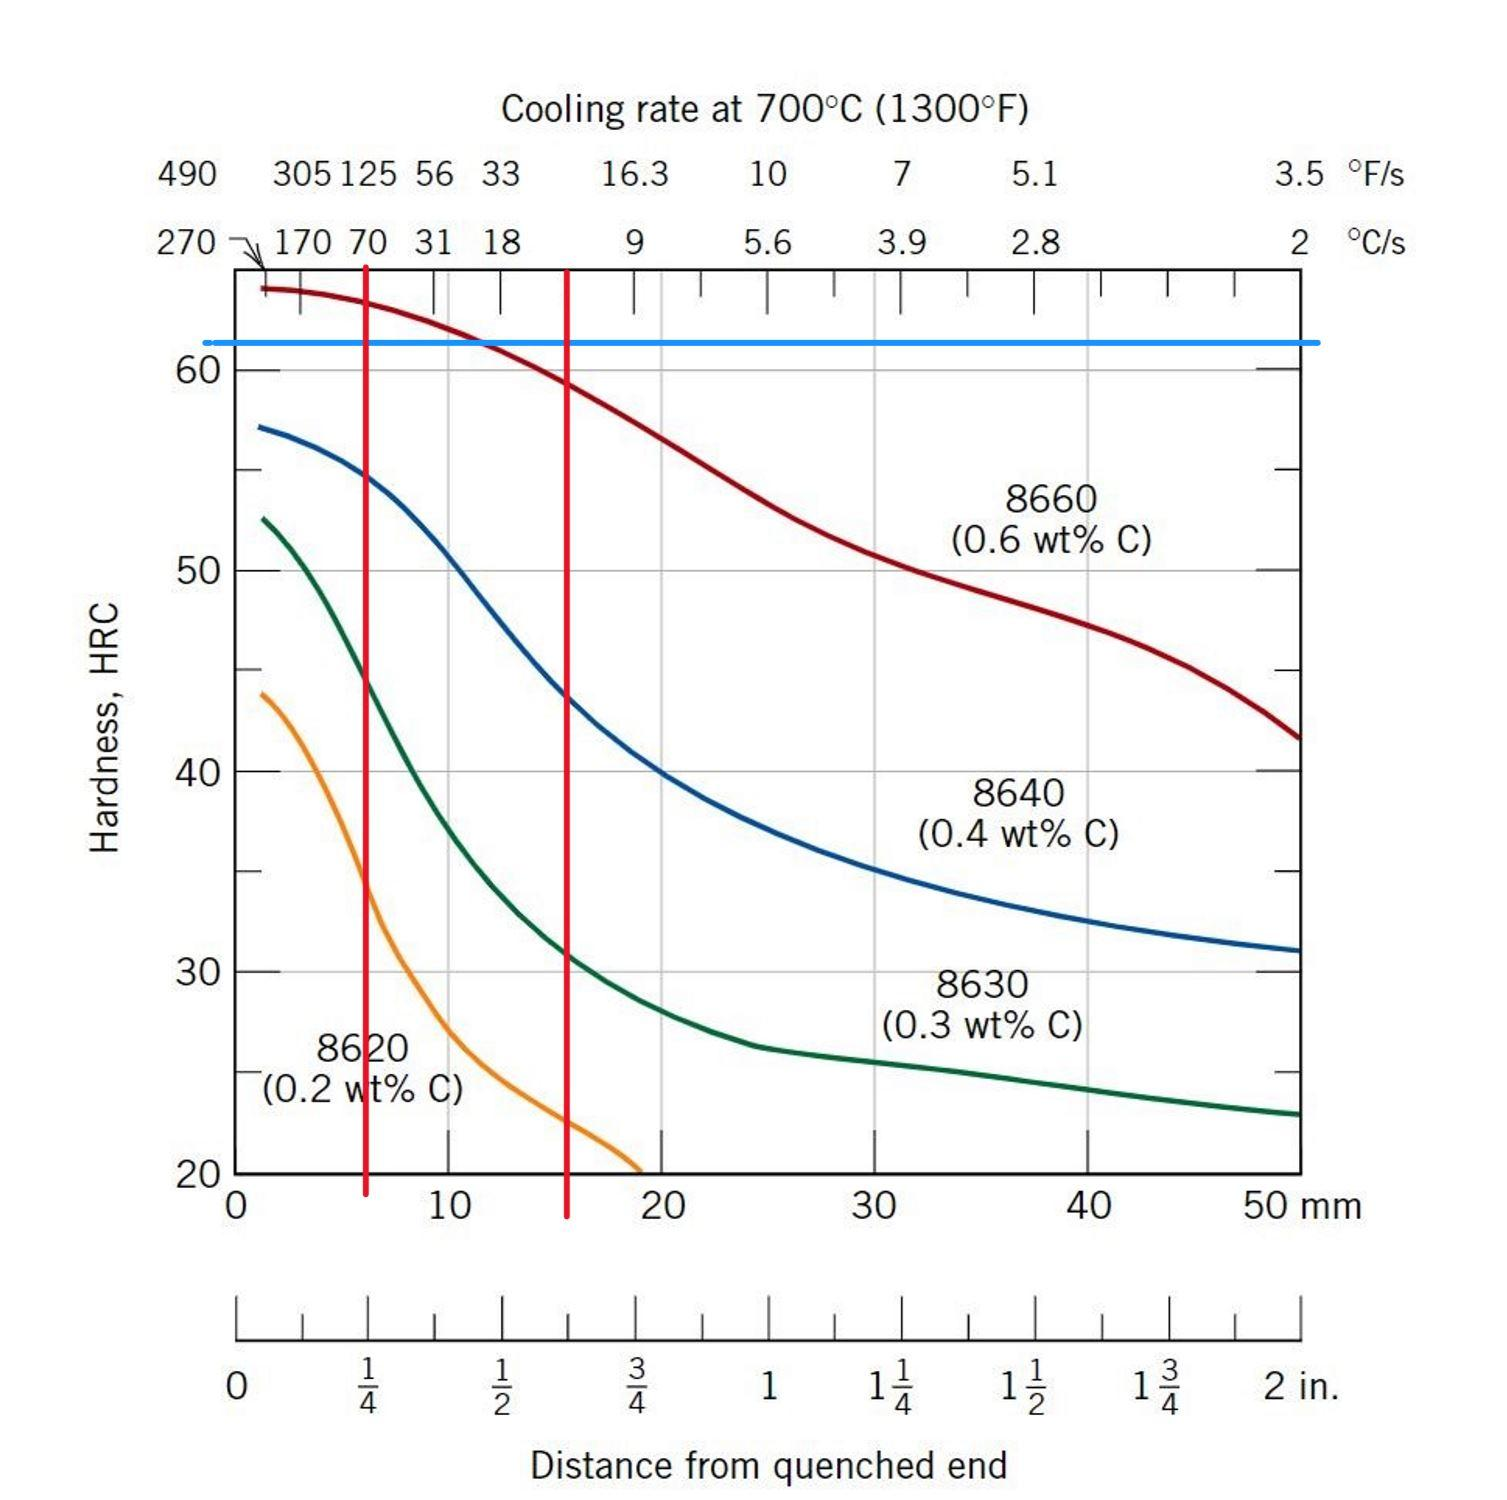 Cooling rate at 700°C (1300°F)
490 305 125 56 33 16.3 10 7 5.1 3.5 °F/s
270 170 70 31 18 9 5.6 3.9 2.8 2 °C/s
60
50
40
30
20
Hardness, HRC
8660
(0.6 wt% C)
8640
(0.4 wt% C)
8630
(0.3 wt% C)
8620
(0.2 wt% C)
0 10 20 30 40 50 mm
0 1/4 1/2 3/4 1 1 1/4 1 1/2 1 3/4 2 in.
Distance from quenched end